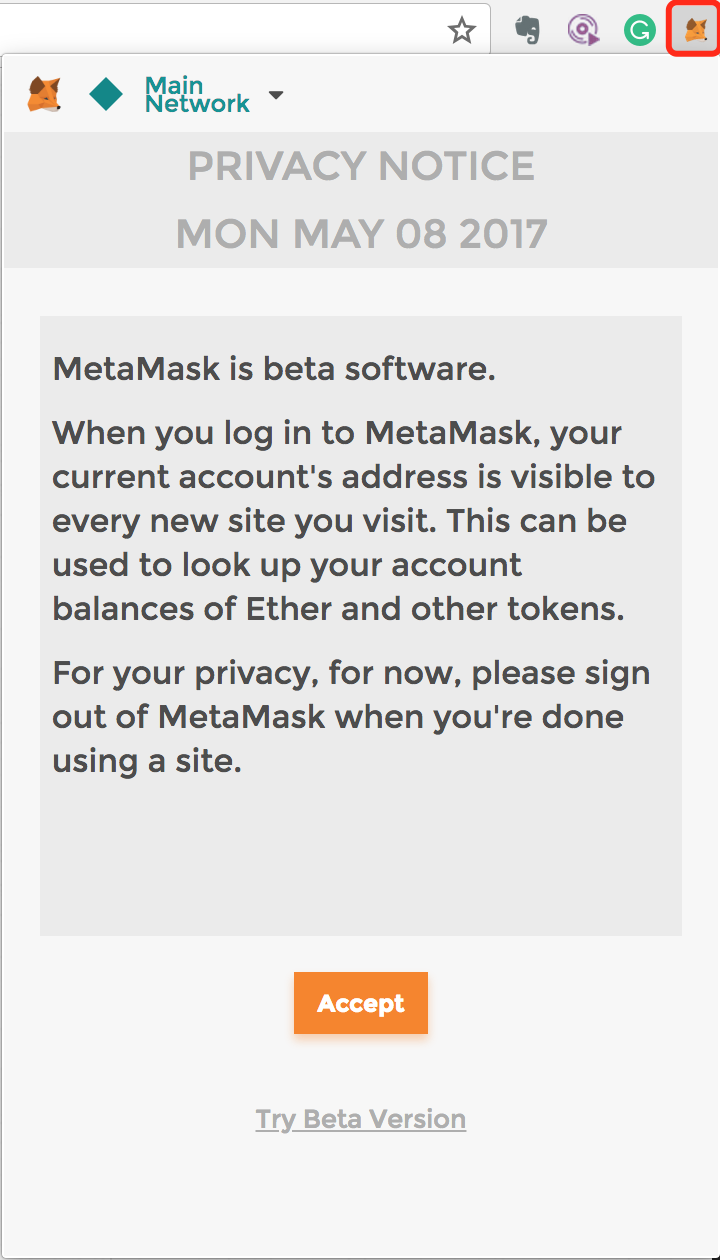 Main
Network
PRIVACY NOTICE
MON MAY 08 2017
MetaMask is beta software.
When you log in to MetaMask, your
current account's address is visible to
every new site you visit. This can be
used to look up your account
balances of Ether and other tokens.
For your privacy, for now, please sign
out of MetaMask when you're done
using a site.
Accept
Try Beta Version